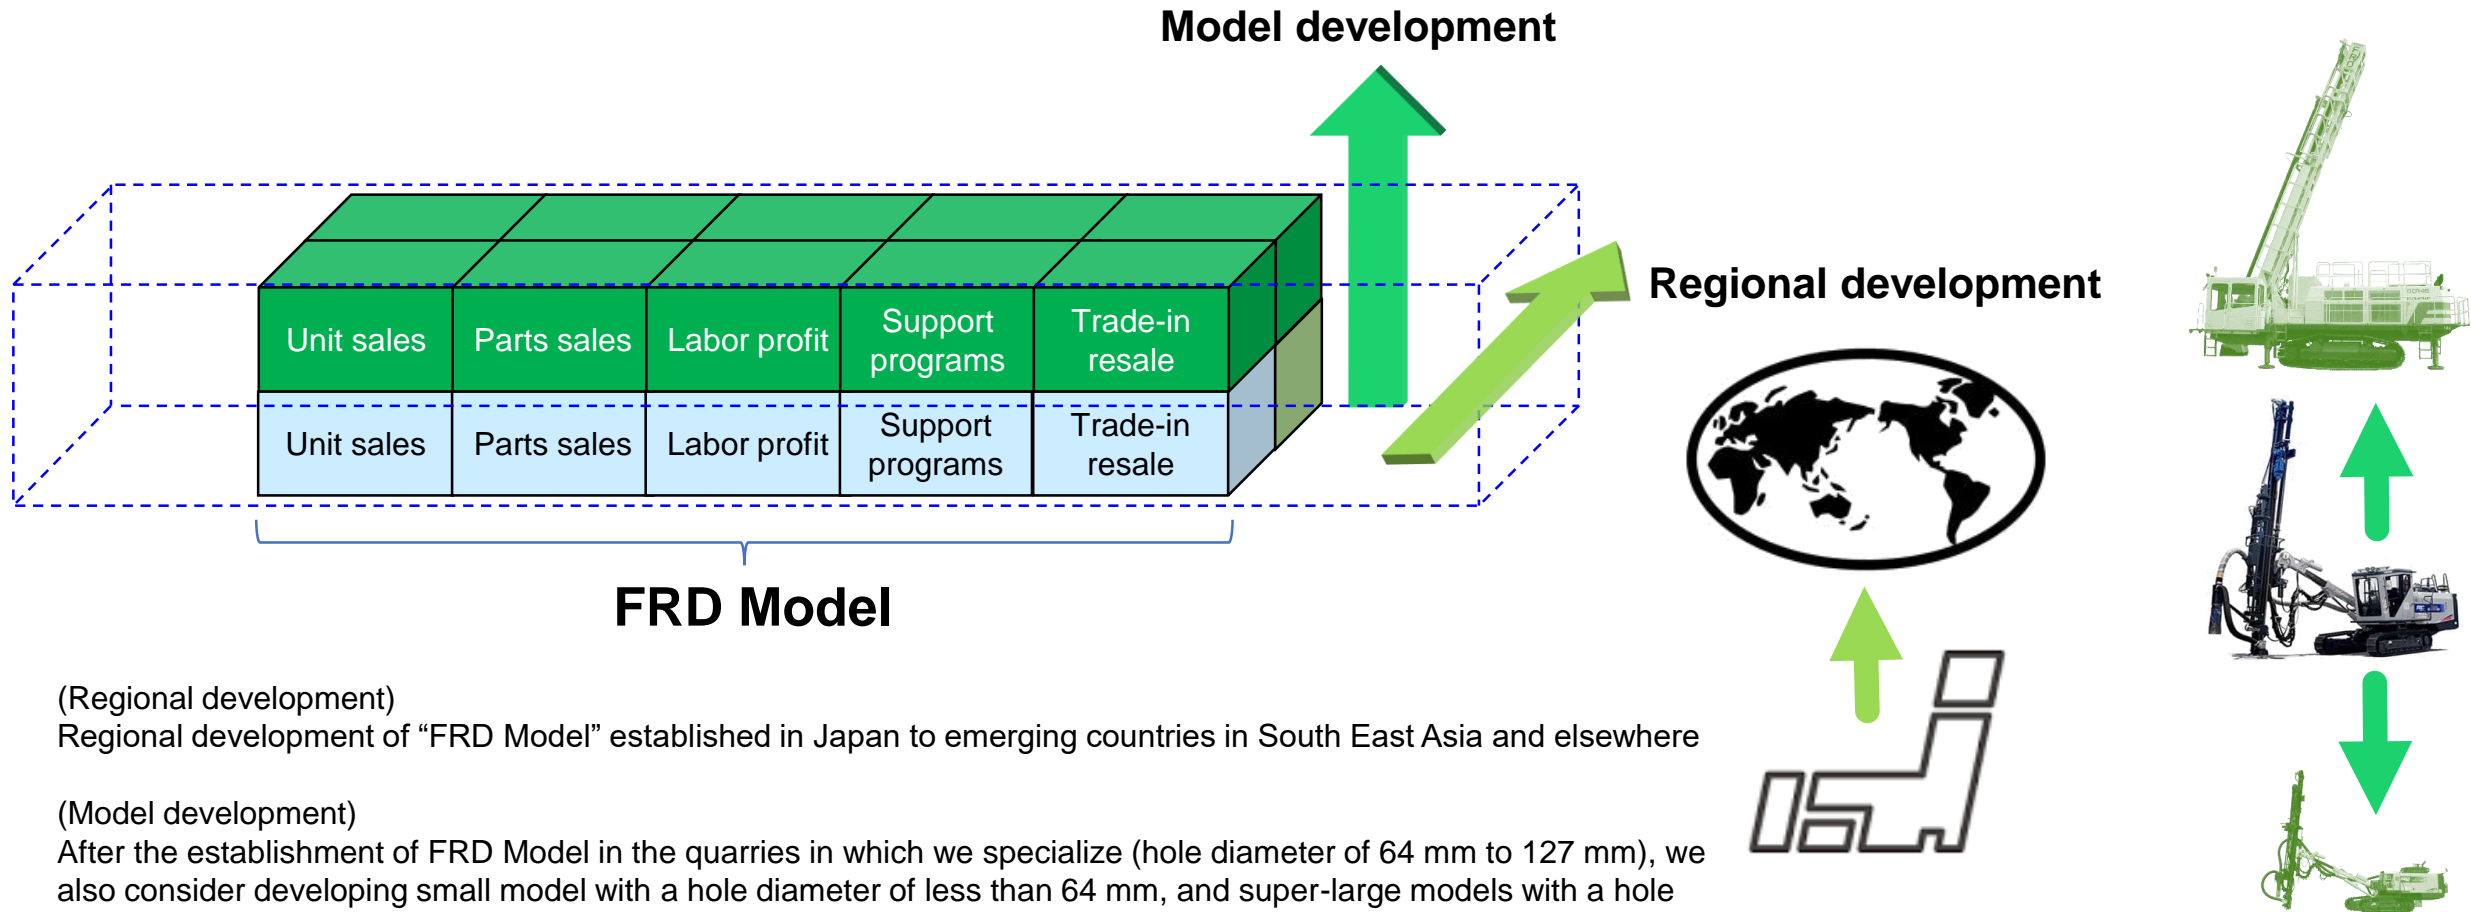 Model development
Regional development
Unit sales
Parts sales
Labor profit
Support
programs
Trade-in
resale
Unit sales
Parts sales
Labor profit
Support
programs
Trade-in
resale
FRD Model
(Regional development)
Regional development of “FRD Model” established in Japan to emerging countries in South East Asia and elsewhere
(Model development)
After the establishment of FRD Model in the quarries in which we specialize (hole diameter of 64 mm to 127 mm), we
also consider developing small model with a hole diameter of less than 64 mm, and super-large models with a hole